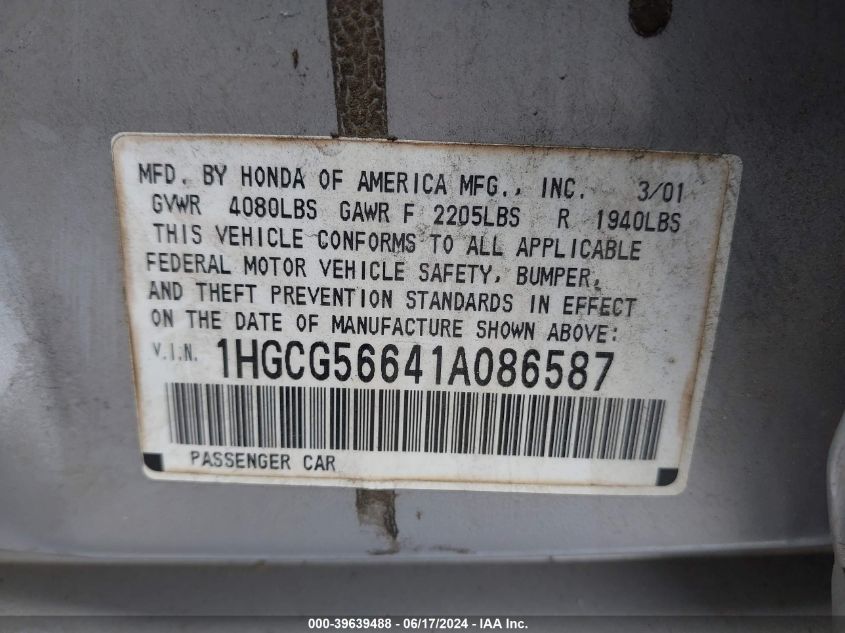 MFD. BY HONDA OF AMERICA MFG., INC. 3/01
GVWR 4080LBS GAWR F 2205LBS R 1940LBS
THIS VEHICLE CONFORMS TO ALL APPLICABLE
FEDERAL MOTOR VEHICLE SAFETY, BUMPER,
AND THEFT PREVENTION STANDARDS IN EFFECT
ON THE DATE OF MANUFACTURE SHOWN ABOVE:
V.I.N. 1HGCG56641A086587
PASSENGER CAR
000-39639488 - 06/17/2024 - IAA Inc.